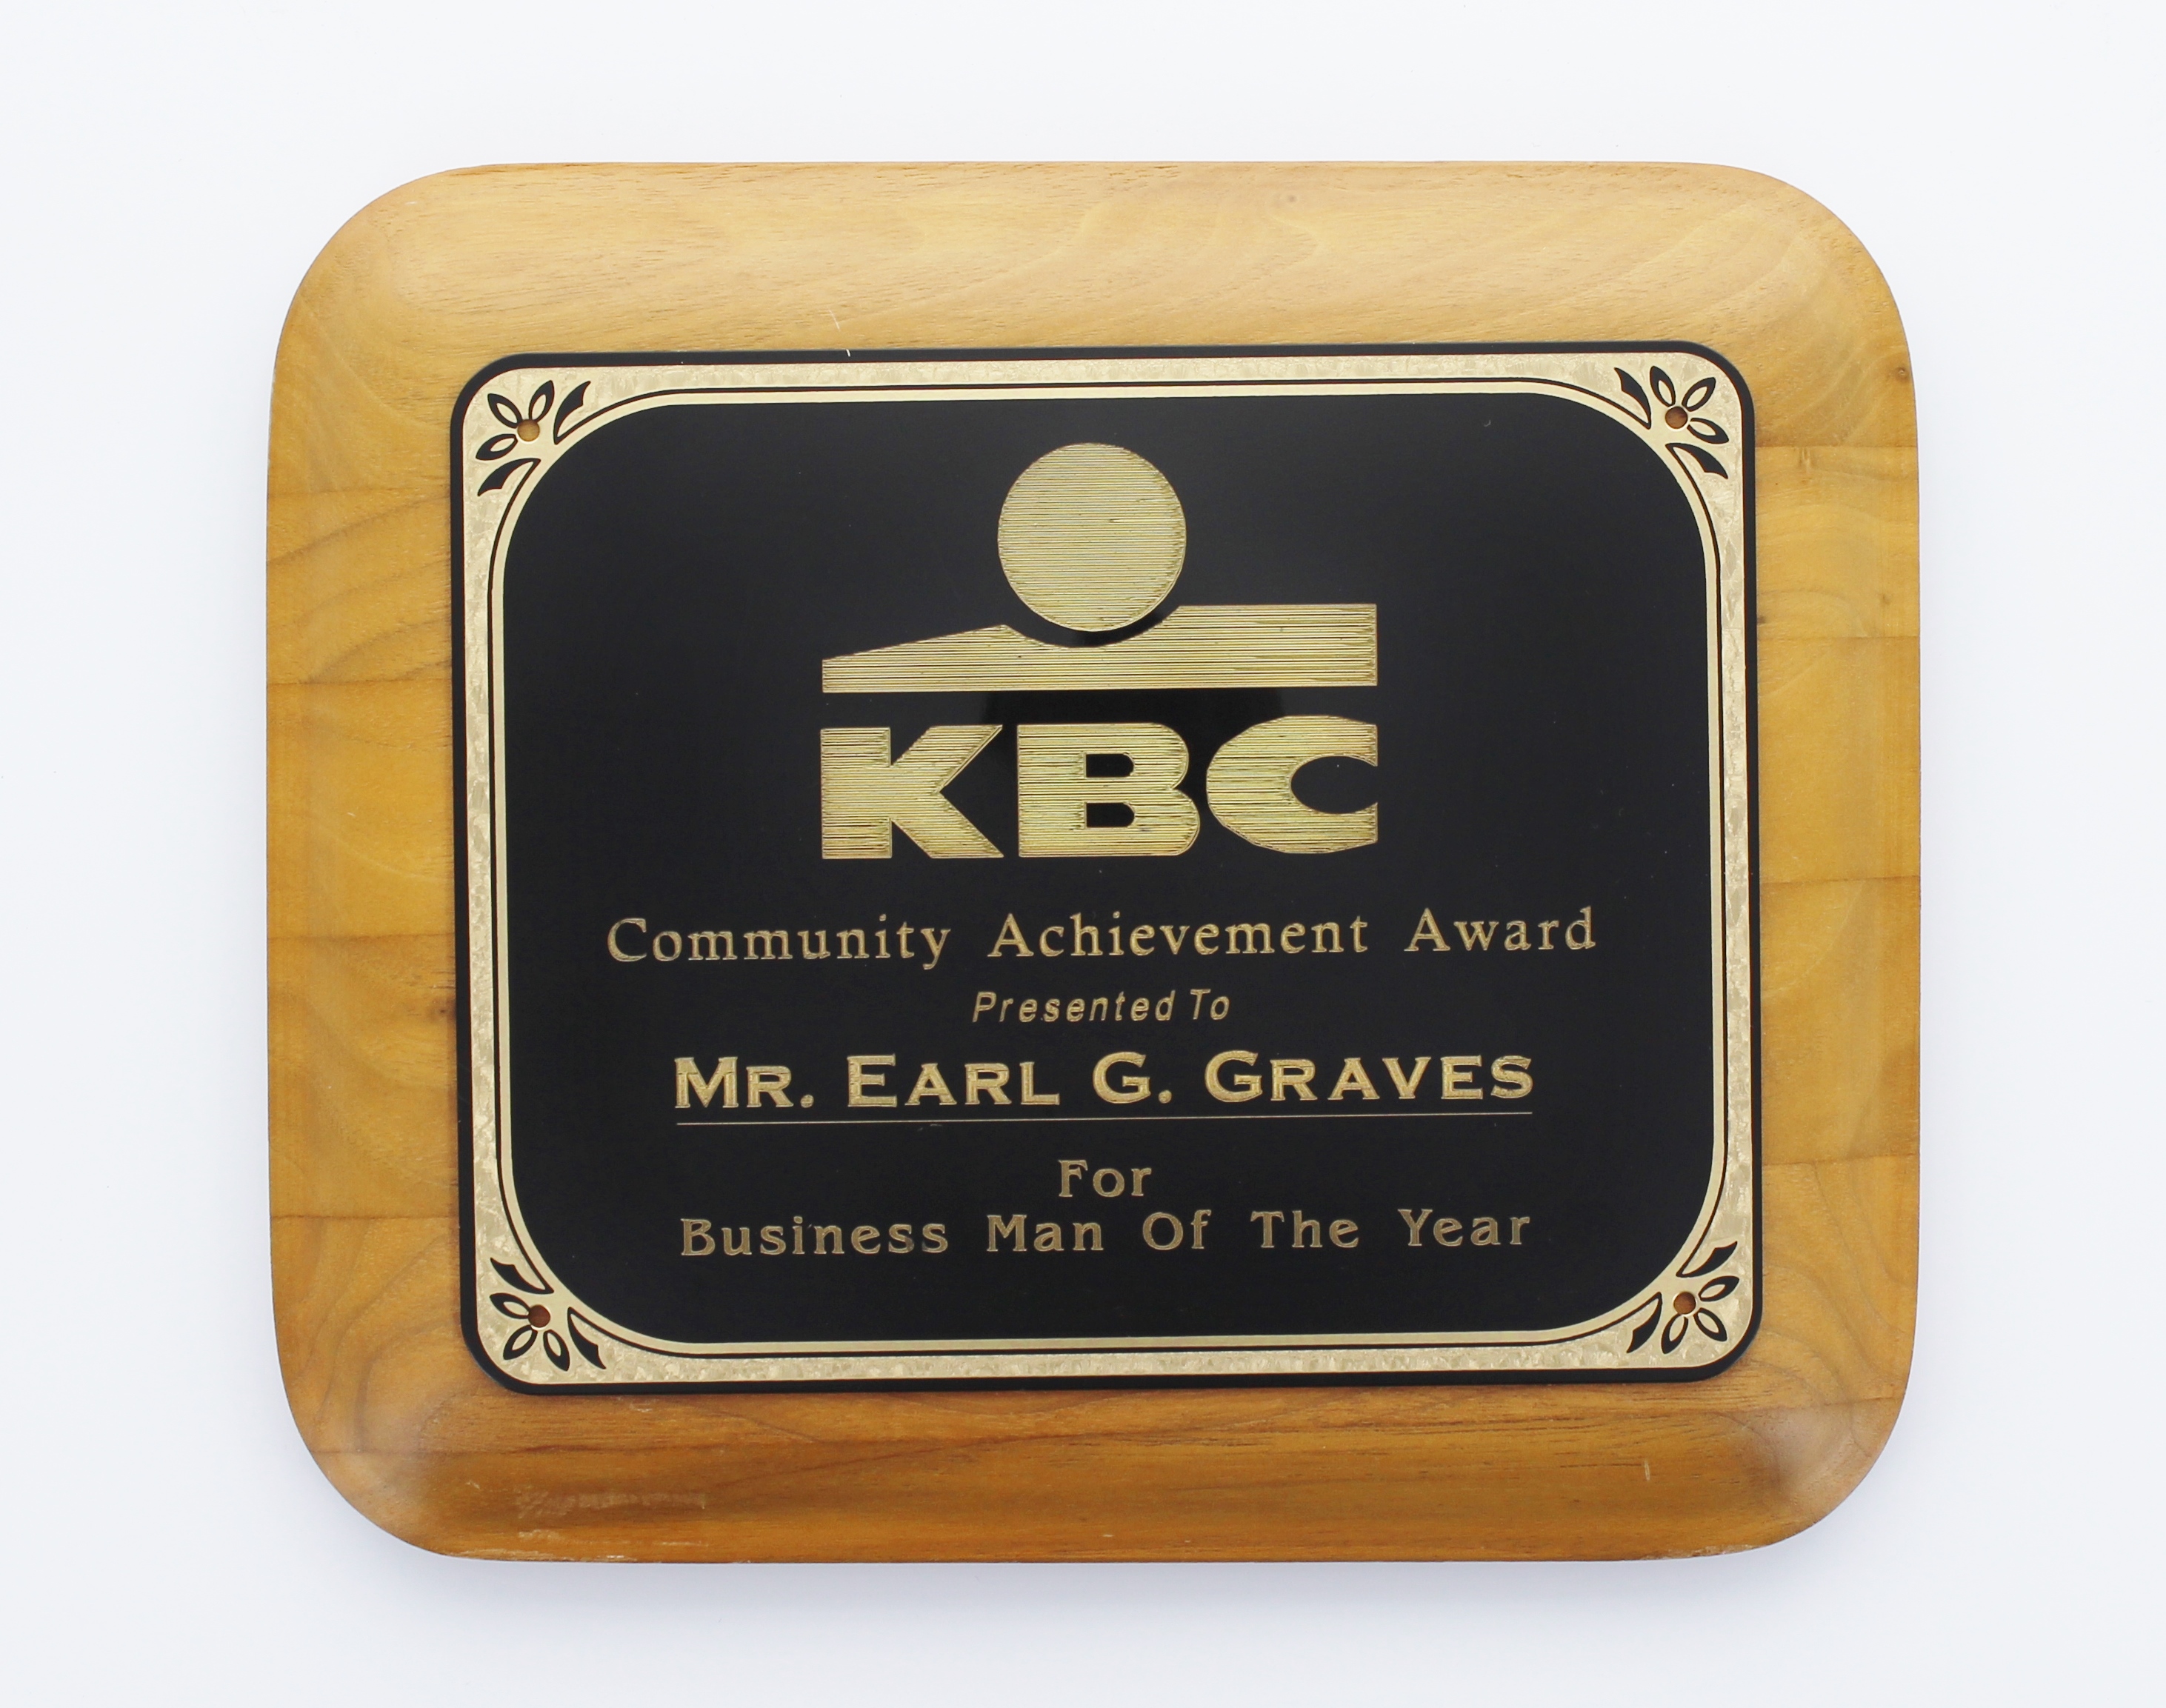 KBC
Community Achievement Award
Presented To
MR. EARL G. GRAVES
For
Business Man Of The Year